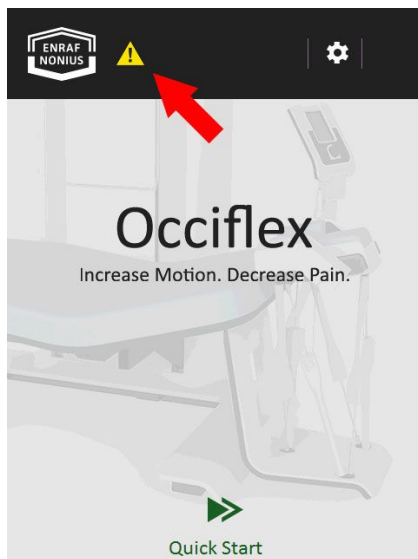 ENRAF
NONIUS
Occiflex
Increase Motion. Decrease Pain.
Quick Start